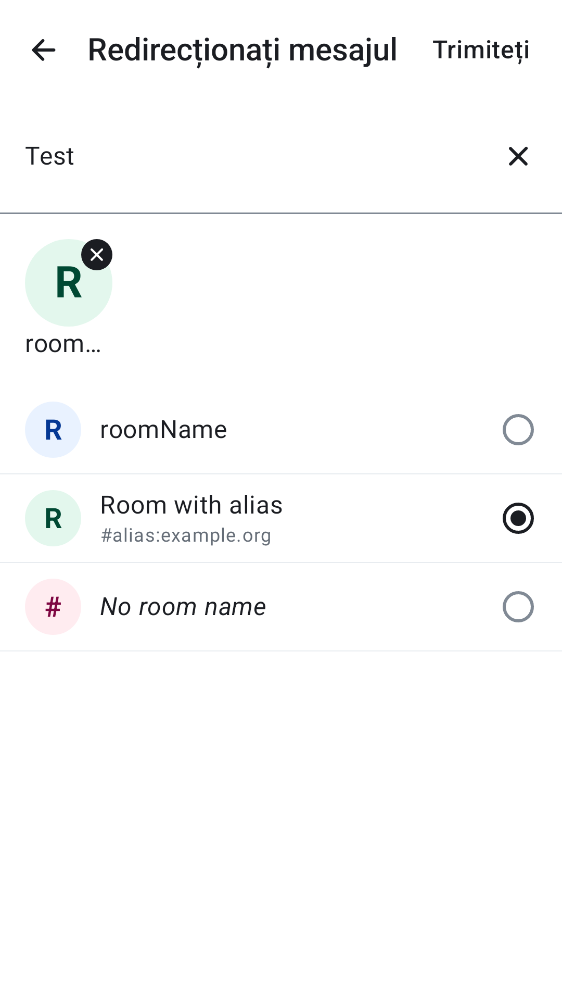 Redirecționați mesajul
Trimiteți
Test
R
room…
R
roomName
R
Room with alias
#alias:example.org
#
No room name